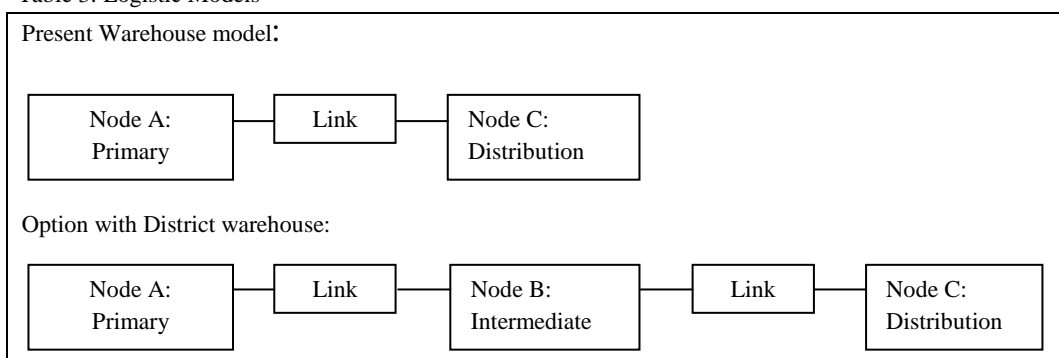 Table 3: Logistic Models
Present Warehouse model:
Node A: Link Node C:
Primary Distribution
Option with District warehouse:
Node A: Link Node B: Link Node C:
Primary Intermediate Distribution